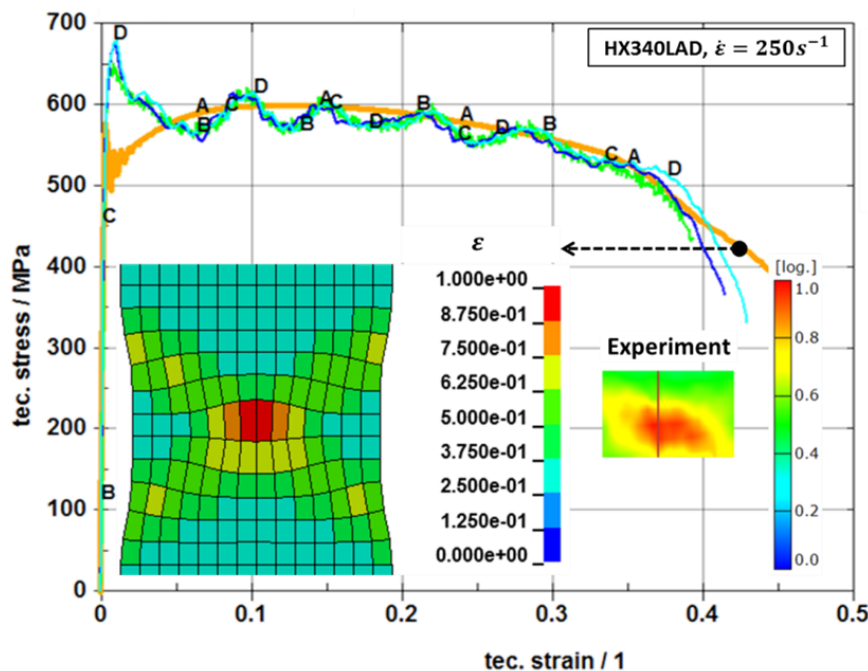 700
600
500
400
300
200
100
0
tec. stress / MPa
HX340LAD, ε̇ = 250s⁻¹
D
A
B
C
D
B
A
C
D
B
A
C
D
B
C
A
D
C
B
ε
1.000e+00
8.750e-01
7.500e-01
6.250e-01
5.000e-01
3.750e-01
2.500e-01
1.250e-01
0.000e+00
Experiment
[log.]
1.0
0.8
0.6
0.4
0.2
0.0
0
0.1
0.2
0.3
0.4
0.5
tec. strain / 1